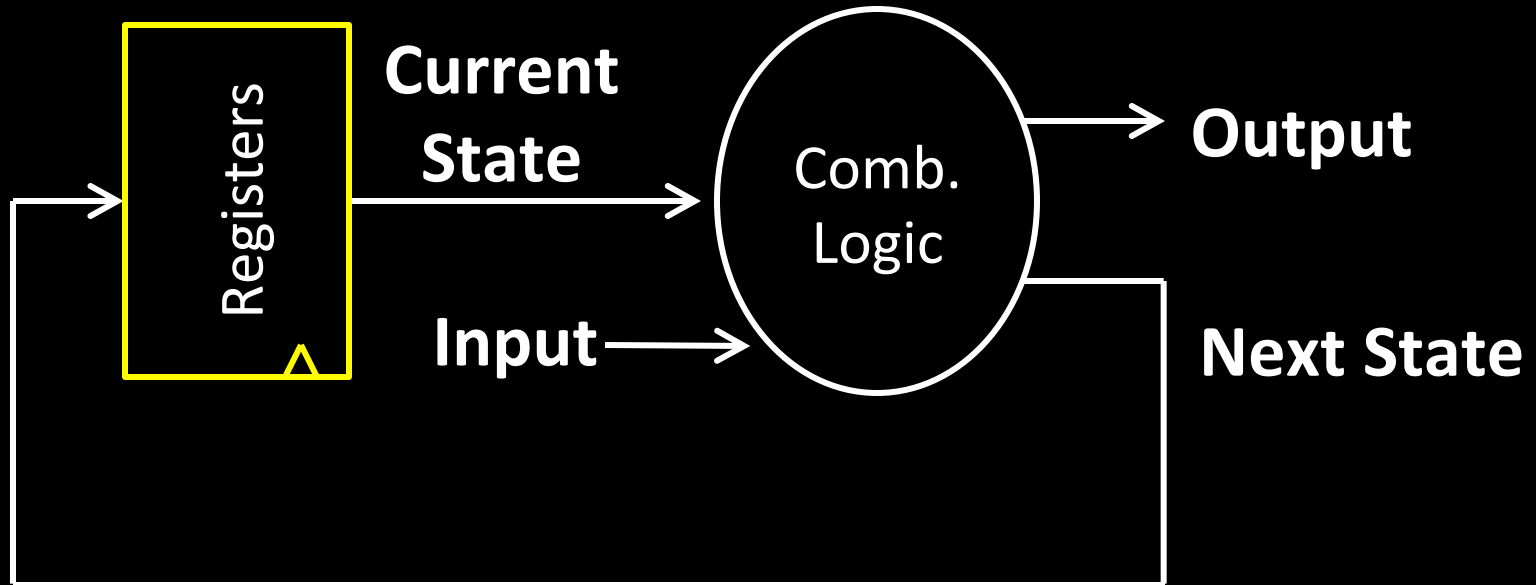 Registers
Current
State
Input
Comb.
Logic
Output
Next State